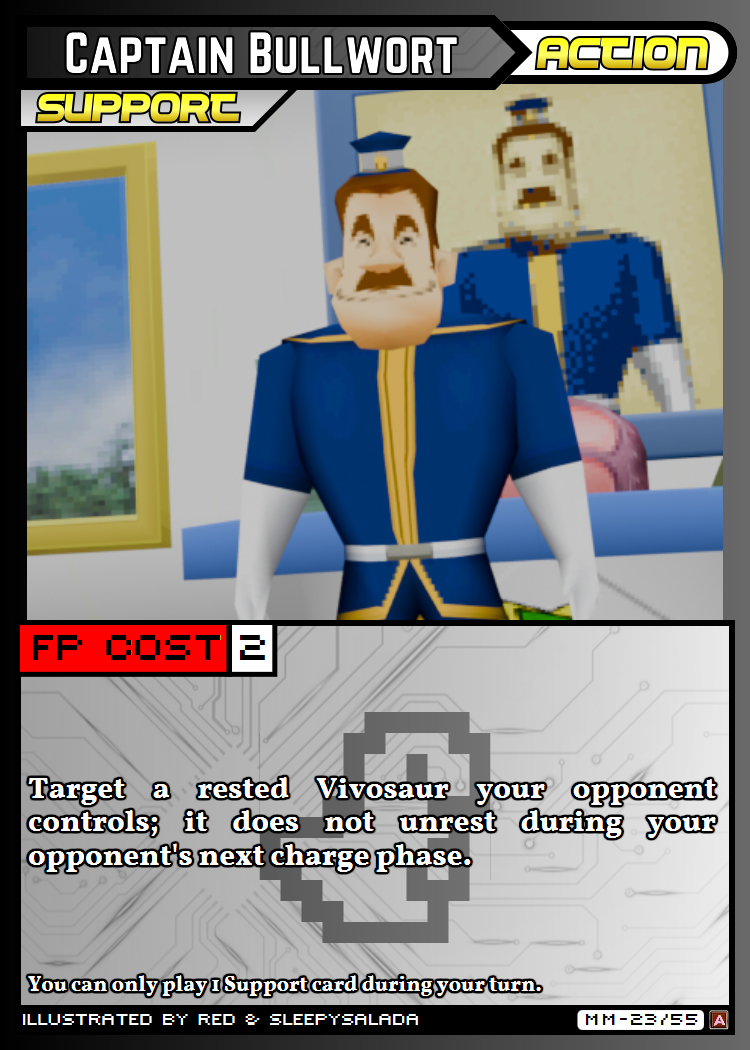 CAPTAIN BULLWORT
ACTION
SUPPORT
FP COST 2
Target a rested Vivosaur your opponent
controls; it does not unrest during your
opponent's next charge phase.
You can only play 1 Support card during your turn.
ILLUSTRATED BY RED & SLEEPYSALADA
MM-23/55 A